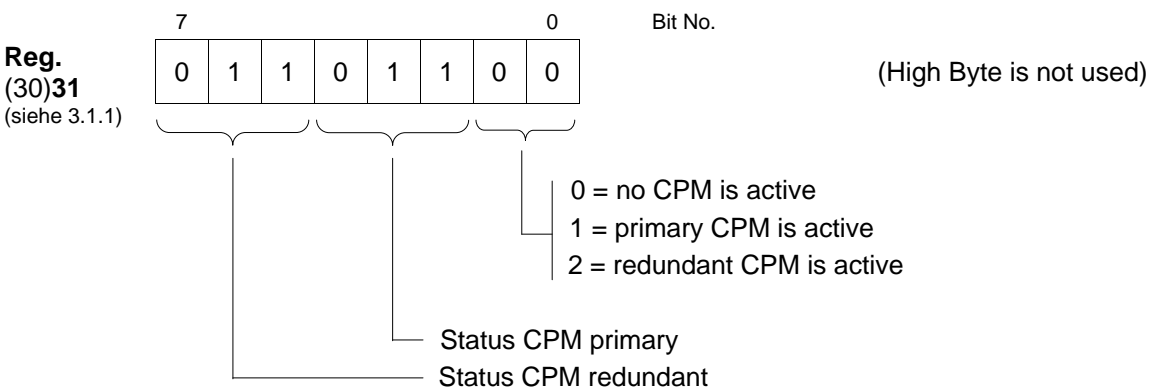 7 0 Bit No.
Reg.
(30)31
(siehe 3.1.1)
0 1 1 0 1 1 0 0
(High Byte is not used)
0 = no CPM is active
1 = primary CPM is active
2 = redundant CPM is active
Status CPM primary
Status CPM redundant